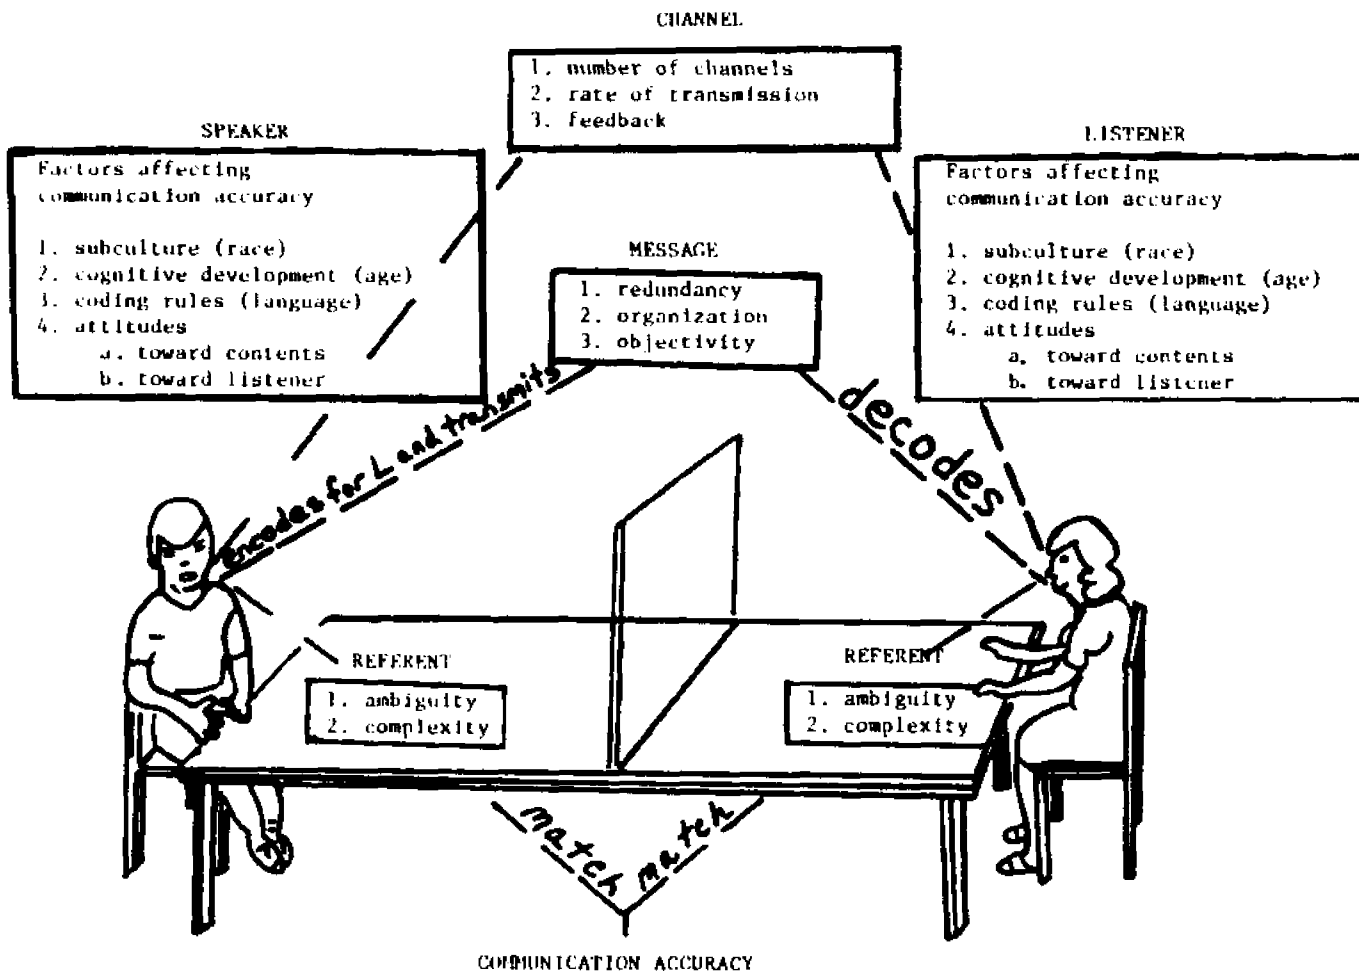 CHANNEL
1. number of channels
2. rate of transmission
3. feedback
SPEAKER
Factors affecting
communication accuracy
1. subculture (race)
2. cognitive development (age)
3. coding rules (language)
4. attitudes
a. toward contents
b. toward listener
LISTENER
Factors affecting
communication accuracy
1. subculture (race)
2. cognitive development (age)
3. coding rules (language)
4. attitudes
a. toward contents
b. toward listener
MESSAGE
1. redundancy
2. organization
3. objectivity
encodes for L and transmits
decodes
REFERENT
1. ambiguity
2. complexity
REFERENT
1. ambiguity
2. complexity
match
match
COMMUNICATION ACCURACY